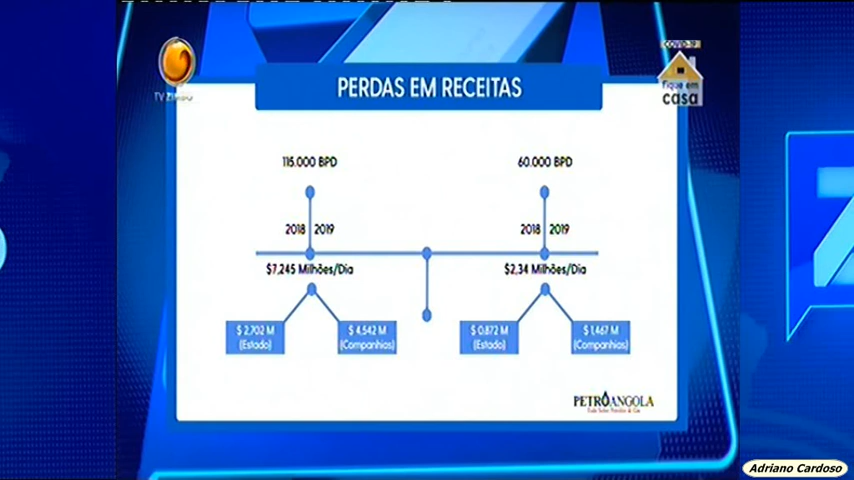 COVID-19
fique em
casa
TV Zimbo
PERDAS EM RECEITAS
115.000 BPD
60.000 BPD
2018 2019
2018 2019
$7,245 Milhões/Dia
$2,34 Milhões/Dia
$ 2,702 M
(Estado)
$ 4,542 M
(Companhias)
$ 0,872 M
(Estado)
$ 1,467 M
(Companhias)
PETROANGOLA
Adriano Cardoso